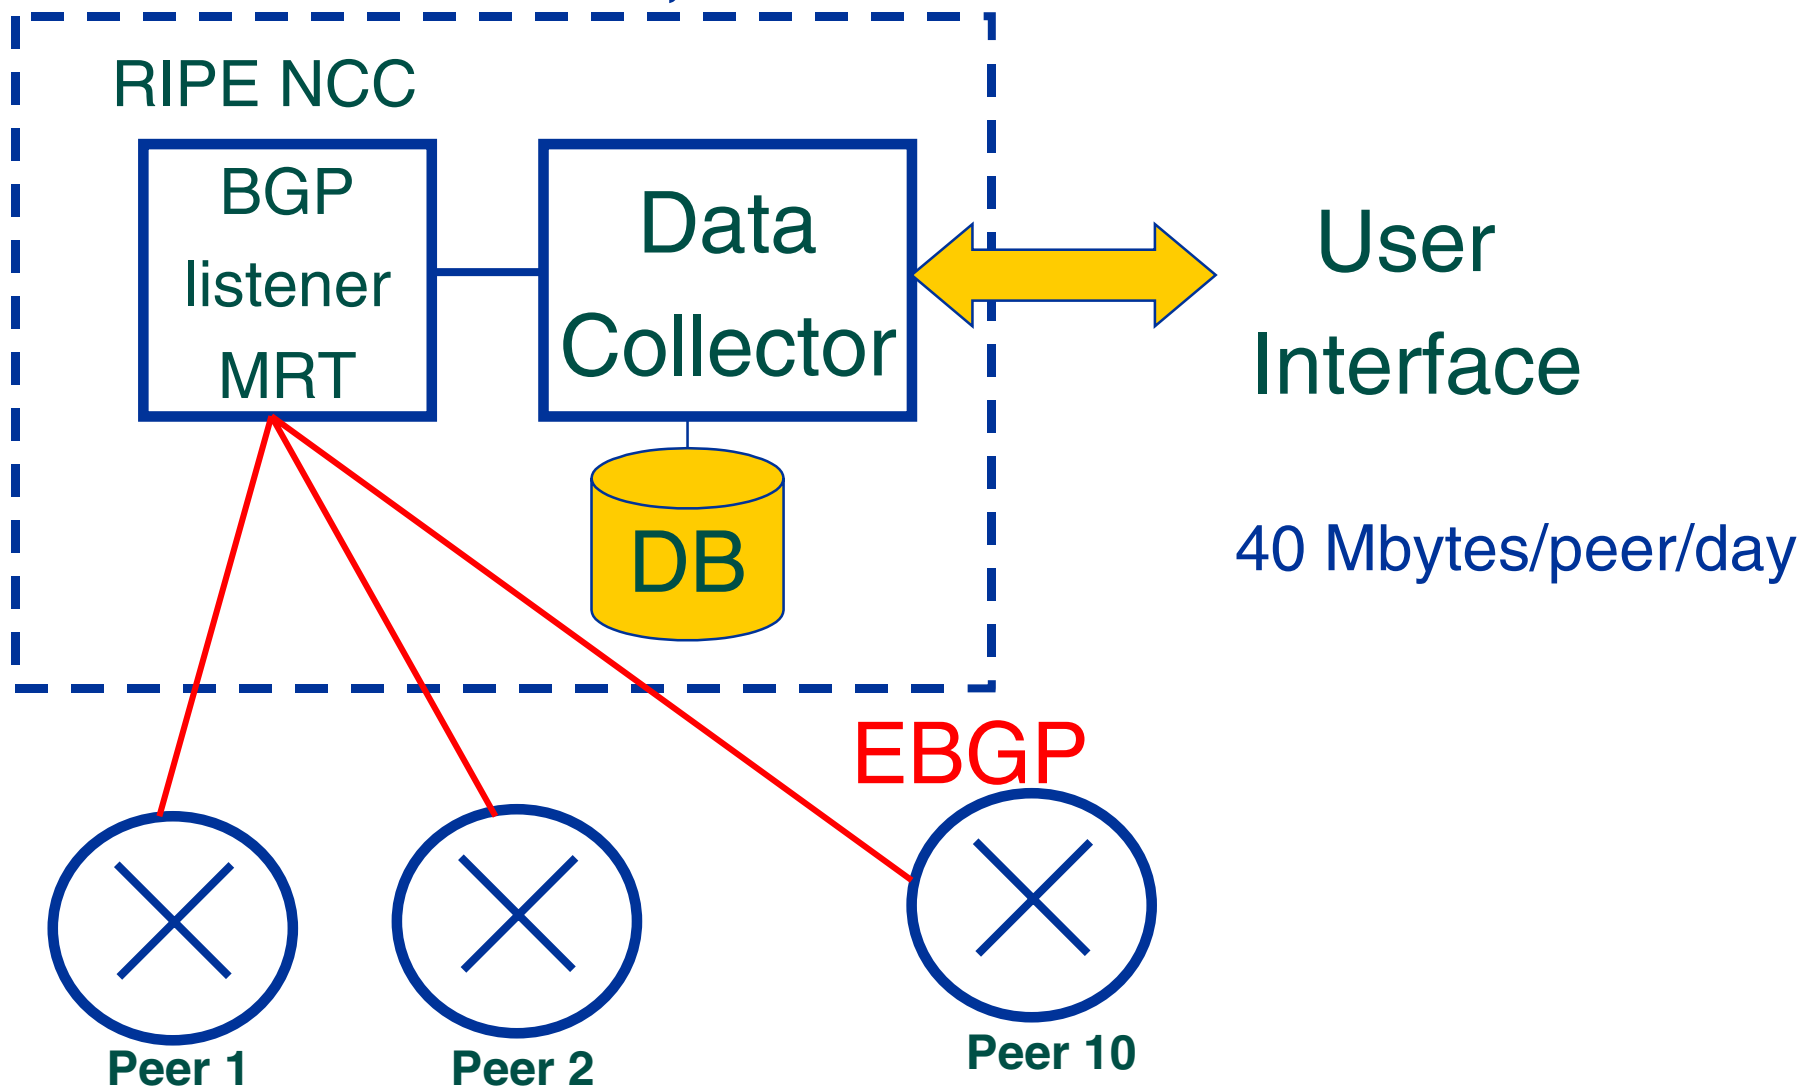 RIPE NCC
BGP
listener
MRT
Data
Collector
User
Interface
DB
40 Mbytes/peer/day
EBGP
Peer 1
Peer 2
Peer 10